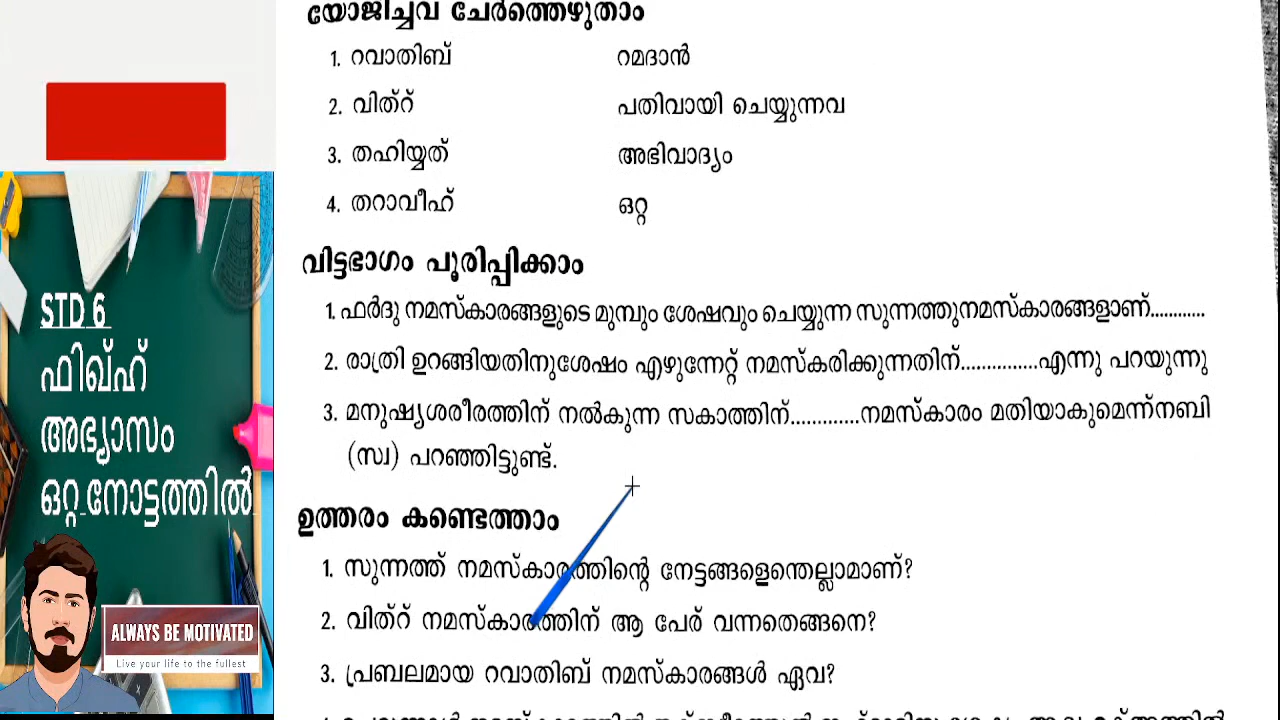 യോജിച്ചവ ചേർത്തെഴുതാം
1. റവാതിബ് റമദാൻ
2. വിത്റ് പതിവായി ചെയ്യുന്നവ
3. തഹിയ്യത് അഭിവാദ്യം
4. തറാവീഹ് ഒറ്റ
വിട്ടഭാഗം പൂരിപ്പിക്കാം
1. ഫർദു നമസ്കാരങ്ങളുടെ മുമ്പും ശേഷവും ചെയ്യുന്ന സുന്നത്തുനമസ്കാരങ്ങളാണ്............
2. രാത്രി ഉറങ്ങിയതിനുശേഷം എഴുന്നേറ്റ് നമസ്കരിക്കുന്നതിന്..............എന്നു പറയുന്നു
3. മനുഷ്യശരീരത്തിന് നൽകുന്ന സകാത്തിന്............നമസ്കാരം മതിയാകുമെന്ന്നബി
(സ്വ) പറഞ്ഞിട്ടുണ്ട്.
ഉത്തരം കണ്ടെത്താം
1. സുന്നത്ത് നമസ്കാരത്തിന്റെ നേട്ടങ്ങളെന്തെല്ലാമാണ്?
2. വിത്റ് നമസ്കാരത്തിന് ആ പേര് വന്നതെങ്ങനെ?
3. പ്രബലമായ റവാതിബ് നമസ്കാരങ്ങൾ ഏവ?
STD 6
ഫിഖ്ഹ്
അഭ്യാസം
ഒറ്റ നോട്ടത്തിൽ
ALWAYS BE MOTIVATED
Live your life to the fullest